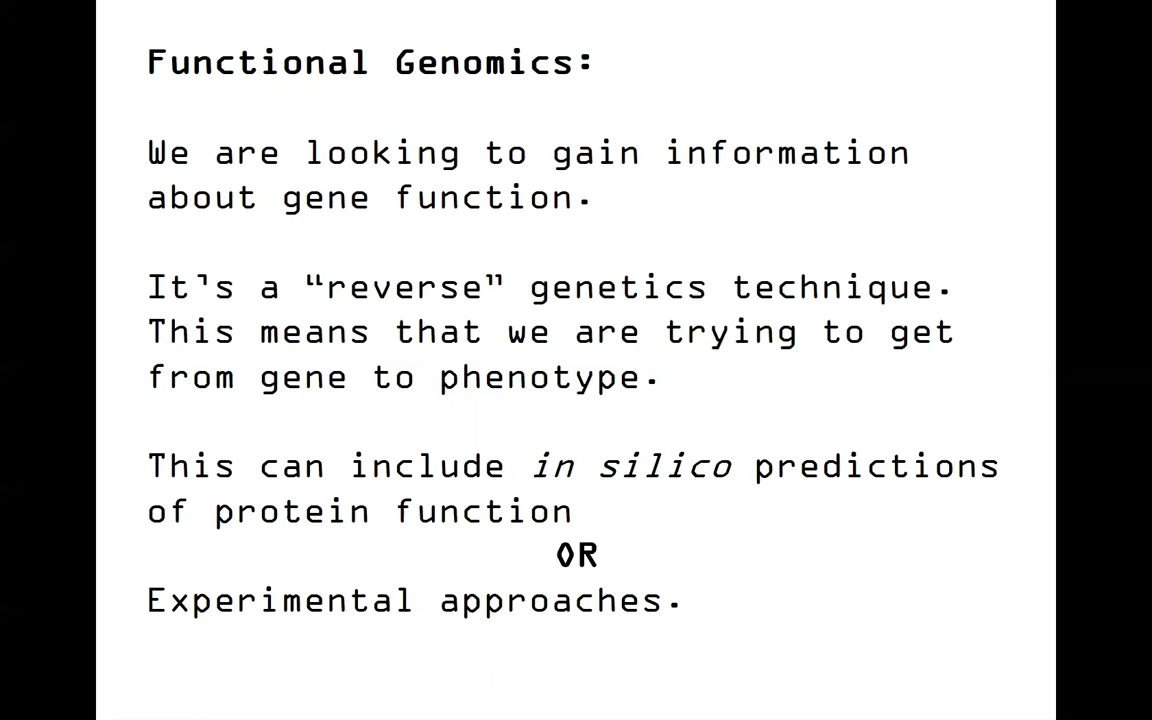 Functional Genomics:
We are looking to gain information
about gene function.
It's a “reverse” genetics technique.
This means that we are trying to get
from gene to phenotype.
This can include in silico predictions
of protein function
OR
Experimental approaches.